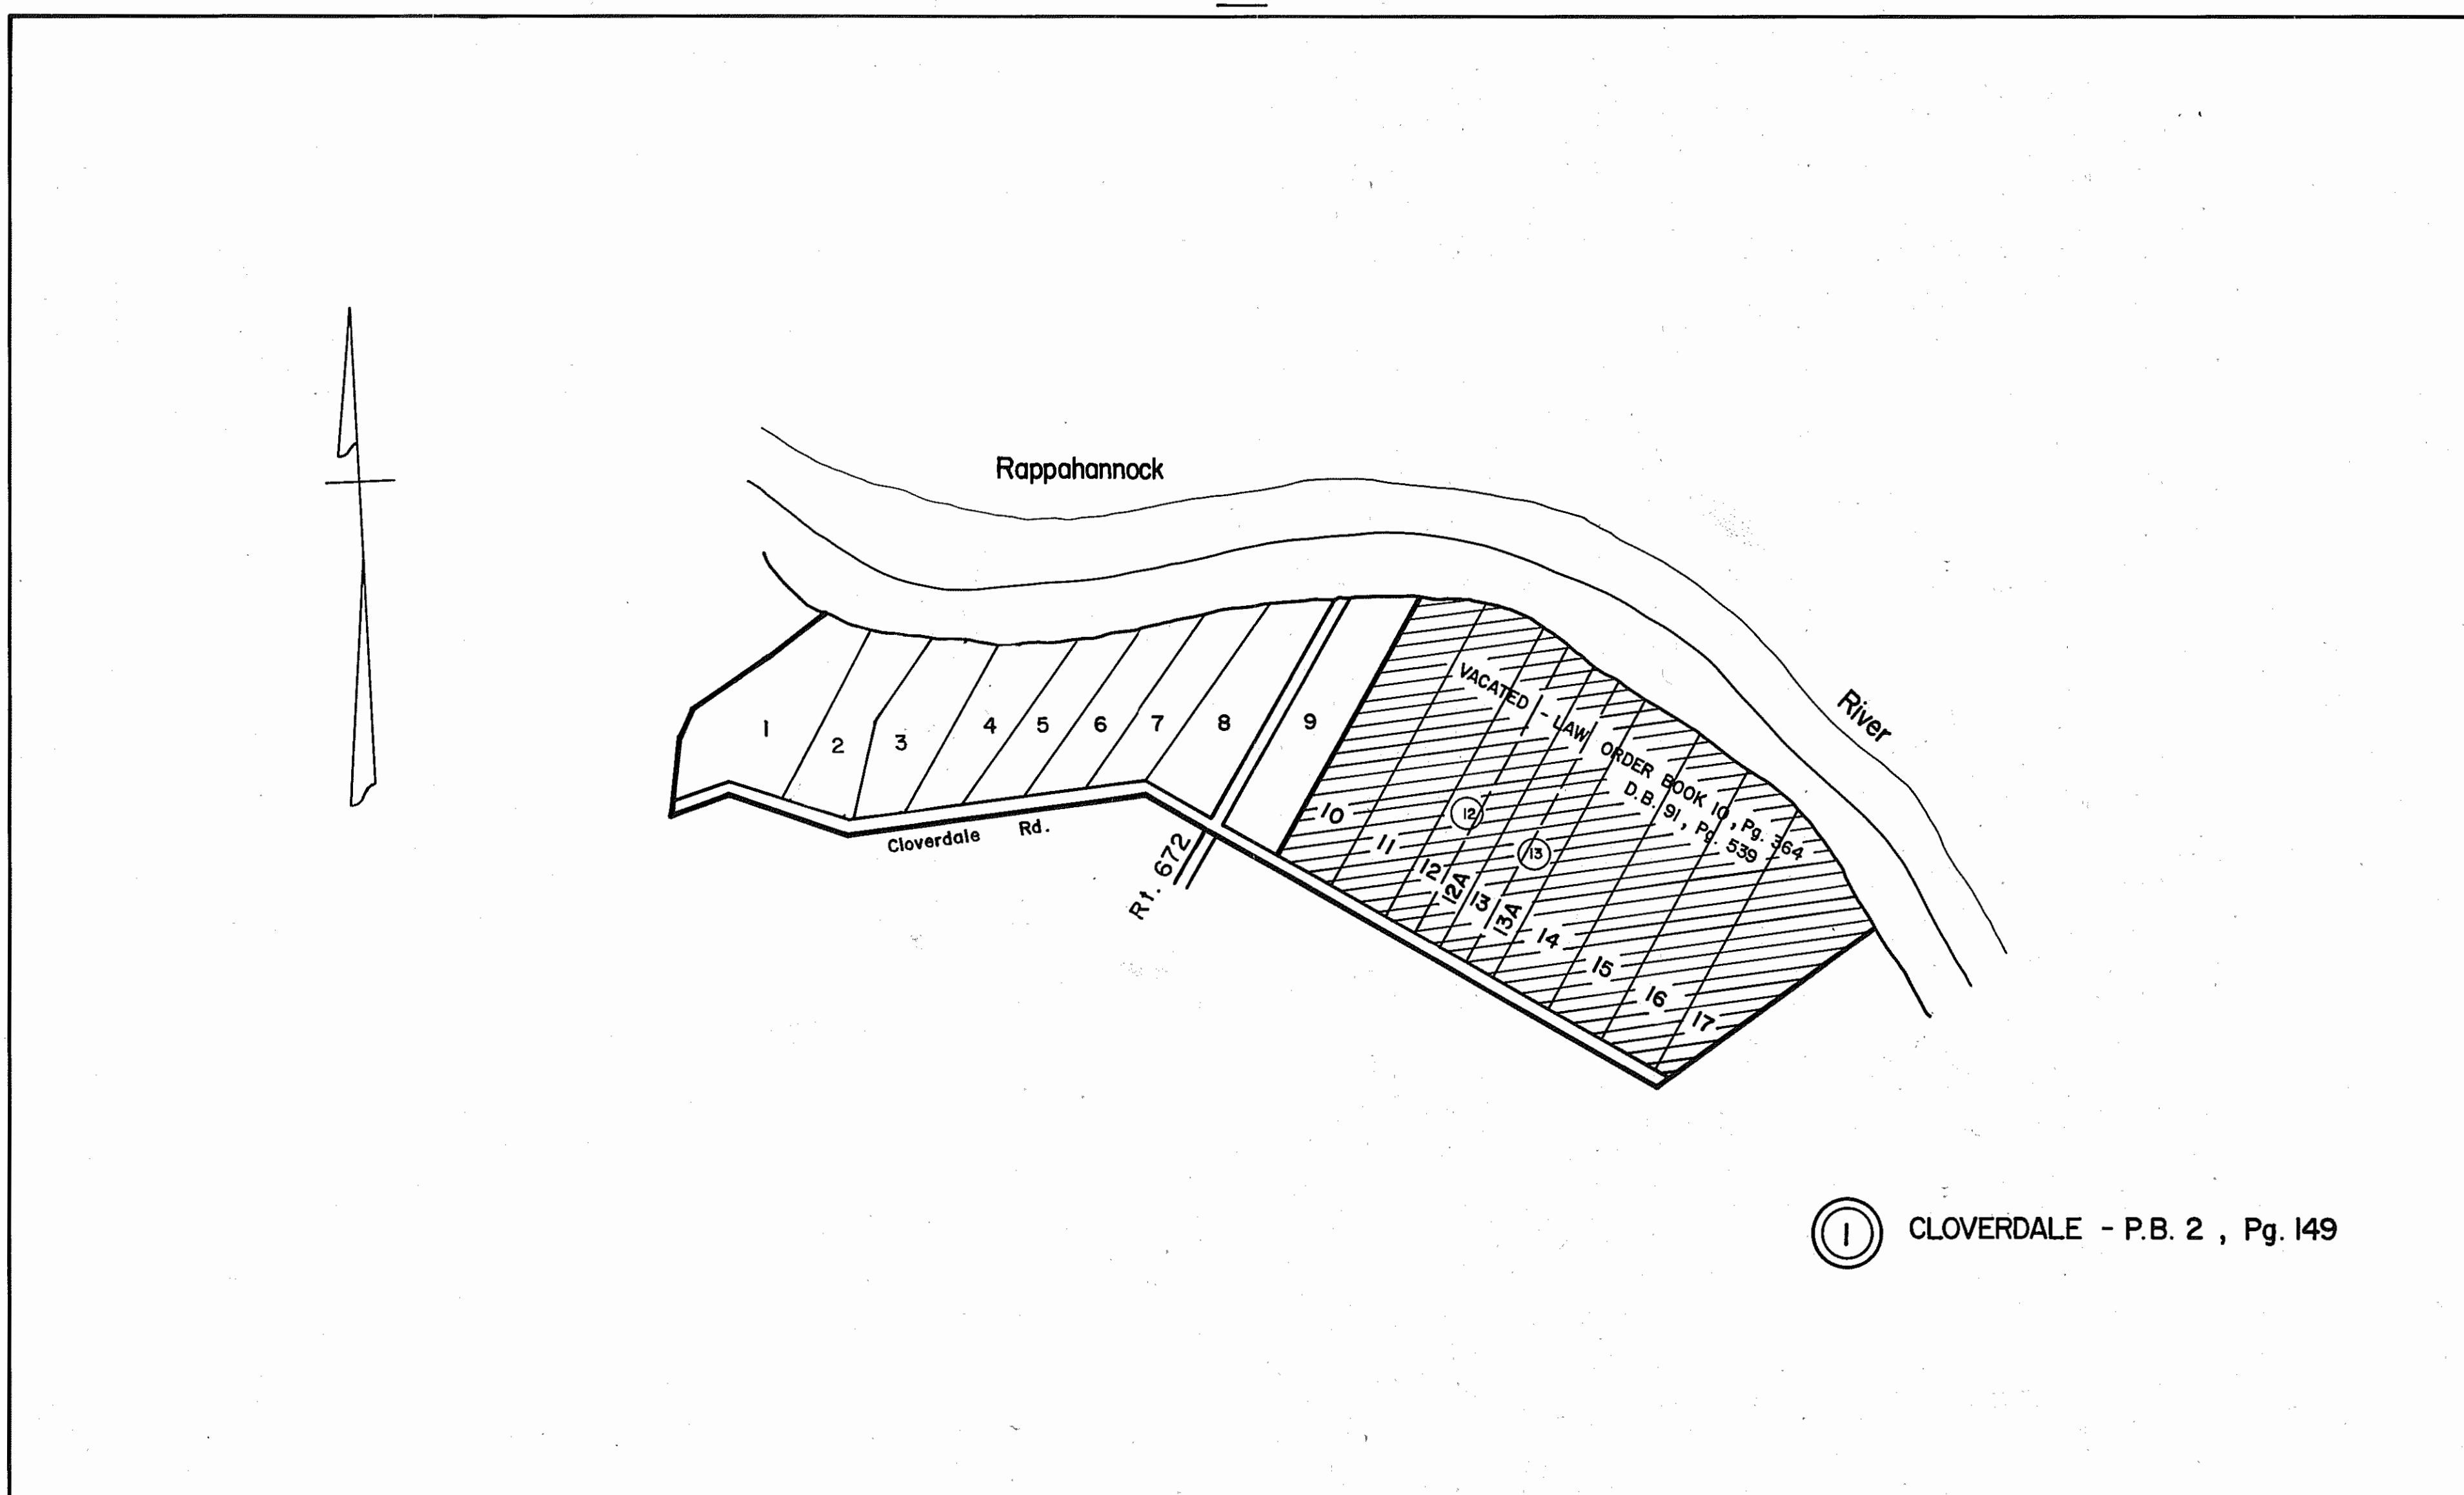 Rappahannock
River
1
2
3
4
5
6
7
8
9
VACATED - LAW ORDER BOOK 10, Pg. 364
D.B. 91, Pg. 539
10
11
12
12A
13
13A
14
15
16
17
12
13
Cloverdale Rd.
Rt. 672
1
CLOVERDALE - P.B. 2 , Pg. 149